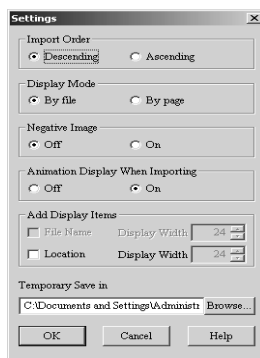 Settings
Import Order
Descending Ascending
Display Mode
By file By page
Negative Image
Off On
Animation Display When Importing
Off On
Add Display Items
File Name Display Width 24
Location Display Width 24
Temporary Save in
C:\Documents and Settings\Administr Browse...
OK Cancel Help